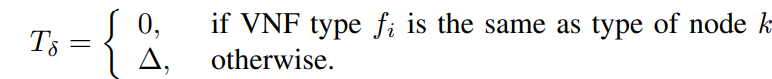 T_δ = { 0, if VNF type f_i is the same as type of node k
Δ, otherwise.